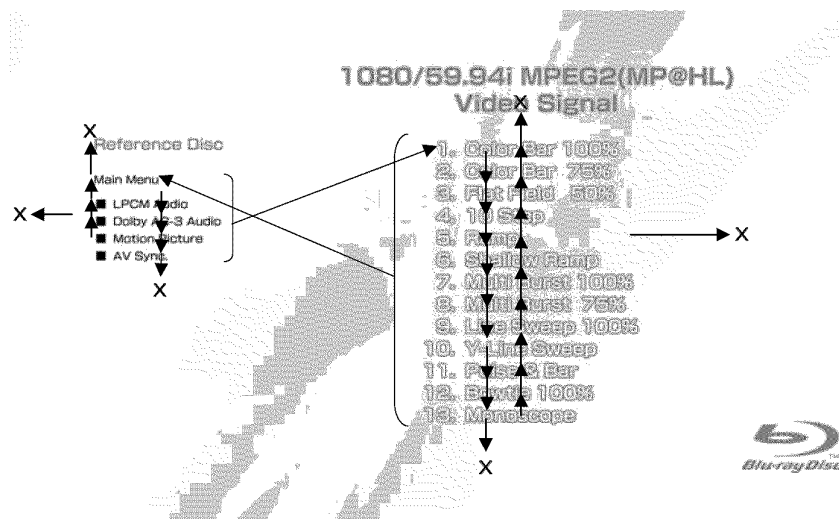 1080/59.94i MPEG2(MP@HL)
Video Signal
X
X
Reference Disc
Main Menu
■ LPCM Audio
■ Dolby AC-3 Audio
■ Motion Picture
■ AV Sync.
X
X
1. Color Bar 100%
2. Color Bar 75%
3. Flat Field 50%
4. 10 Step
5. Ramp
6. Shallow Ramp
7. Multi Burst 100%
8. Multi Burst 75%
9. Line Sweep 100%
10. Y Line Sweep
11. Pulse & Bar
12. Bowtie 100%
13. Monoscope
X
X
Blu-ray Disc
TM